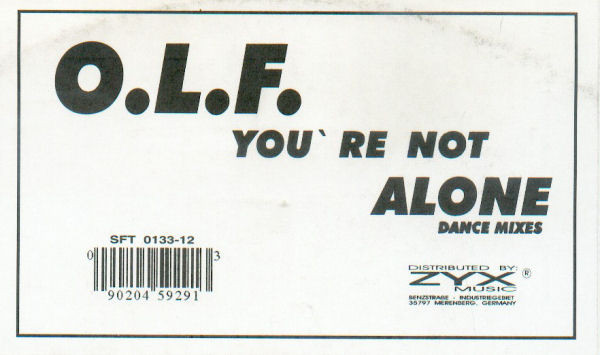 O.L.F.
YOU`RE NOT
ALONE
DANCE MIXES
SFT 0133-12
0 90204 59291 3
DISTRIBUTED BY:
ZYX®
MUSIC
BENZSTRAßE · INDUSTRIEGEBIET
35797 MERENBERG, GERMANY